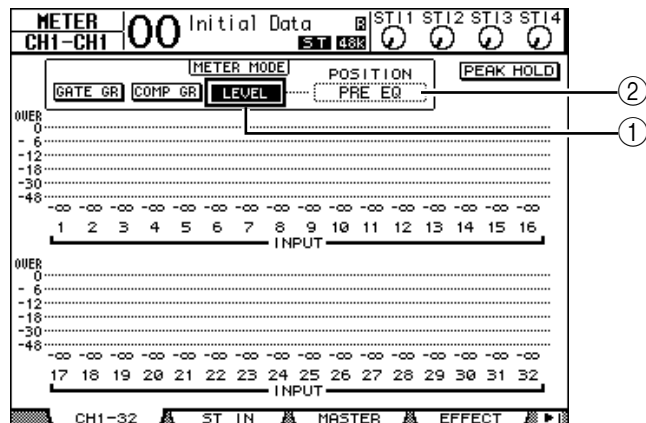 METER
CH1-CH1
00 Initial Data R
ST 48k
STI1 STI2 STI3 STI4
METER MODE
POSITION
PEAK HOLD
GATE GR COMP GR LEVEL PRE EQ
②
①
OVER
0
-6
-12
-18
-30
-48
-∞ -∞ -∞ -∞ -∞ -∞ -∞ -∞ -∞ -∞ -∞ -∞ -∞ -∞ -∞ -∞
1 2 3 4 5 6 7 8 9 10 11 12 13 14 15 16
INPUT
OVER
0
-6
-12
-18
-30
-48
-∞ -∞ -∞ -∞ -∞ -∞ -∞ -∞ -∞ -∞ -∞ -∞ -∞ -∞ -∞ -∞
17 18 19 20 21 22 23 24 25 26 27 28 29 30 31 32
INPUT
CH1-32 ST IN MASTER EFFECT